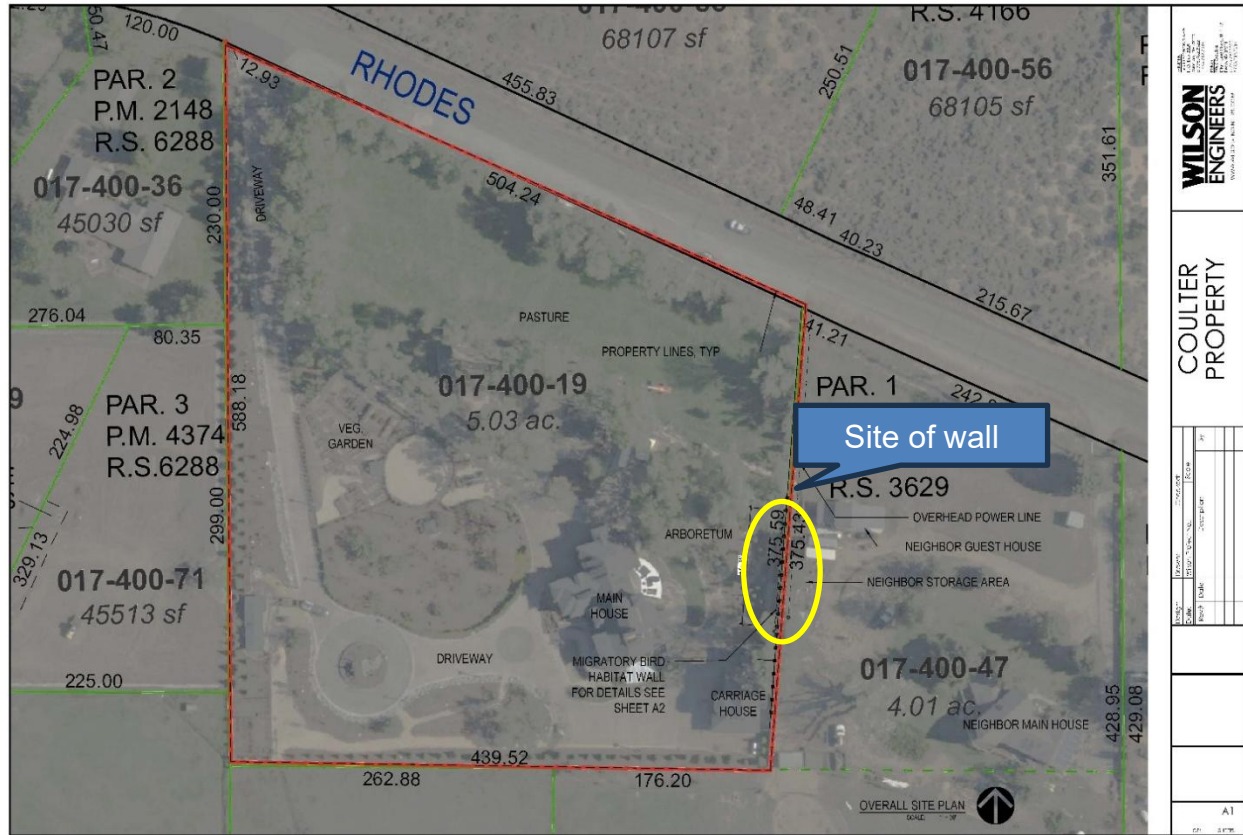 120.00
50.47
12.93
RHODES
455.83
68107 sf
R.S. 4166
017-400-56
68105 sf
250.51
351.61
PAR. 2
P.M. 2148
R.S. 6288
017-400-36
45030 sf
230.00
DRIVEWAY
504.24
48.41
40.23
215.67
276.04
80.35
PASTURE
PROPERTY LINES, TYP
41.21
PAR. 1
017-400-19
5.03 ac.
588.18
9
PAR. 3
P.M. 4374
R.S.6288
224.98
VEG.
GARDEN
Site of wall
R.S. 3629
OVERHEAD POWER LINE
ARBORETUM
375.59
375.43
NEIGHBOR GUEST HOUSE
299.00
329.13
017-400-71
45513 sf
NEIGHBOR STORAGE AREA
MAIN
HOUSE
DRIVEWAY
MIGRATORY BIRD
HABITAT WALL
FOR DETAILS SEE
SHEET A2
CARRIAGE
HOUSE
017-400-47
4.01 ac.
NEIGHBOR MAIN HOUSE
428.95
429.08
225.00
439.52
262.88
176.20
OVERALL SITE PLAN
WILSON
ENGINEERS
COULTER
PROPERTY
A1